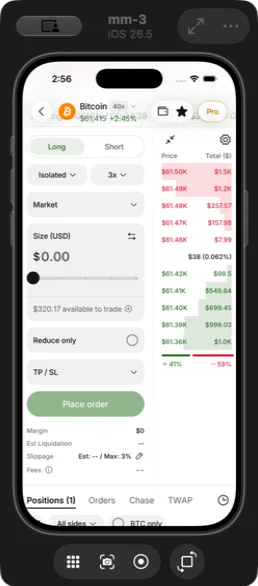 mm-3
iOS 26.5
2:56
Bitcoin 40x
$61,415 +2.45%
Pro
Long Short
Isolated 3x
Market
Size (USD)
$0.00
$320.17 available to trade
Reduce only
TP / SL
Place order
Margin $0
Est Liquidation --
Slippage Est: -- / Max: 3%
Fees --
Price Total ($)
$61.50K $1.5K
$61.49K $1.2K
$61.48K $257.57
$61.47K $157.98
$61.46K $7.99
$38 (0.062%)
$61.42K $99.5
$61.41K $549.64
$61.40K $699.45
$61.39K $999.03
$61.36K $1.0K
+ 41% − 59%
Positions (1) Orders Chase TWAP
All sides BTC only